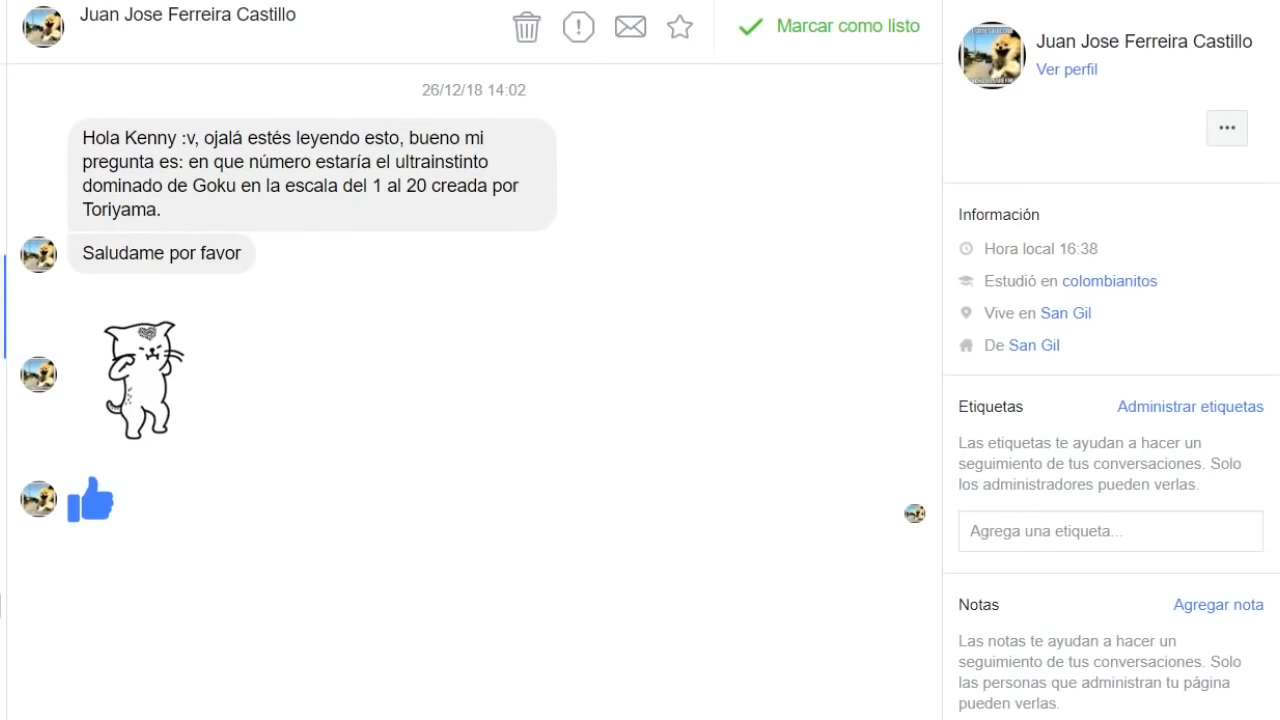 Juan Jose Ferreira Castillo
Marcar como listo
26/12/18 14:02
Hola Kenny :v, ojalá estés leyendo esto, bueno mi
pregunta es: en que número estaría el ultrainstinto
dominado de Goku en la escala del 1 al 20 creada por
Toriyama.
Saludame por favor
Juan Jose Ferreira Castillo
Ver perfil
Información
Hora local 16:38
Estudió en colombianitos
Vive en San Gil
De San Gil
Etiquetas
Administrar etiquetas
Las etiquetas te ayudan a hacer un
seguimiento de tus conversaciones. Solo
los administradores pueden verlas.
Agrega una etiqueta...
Notas
Agregar nota
Las notas te ayudan a hacer un
seguimiento de tus conversaciones. Solo
las personas que administran tu página
pueden verlas.